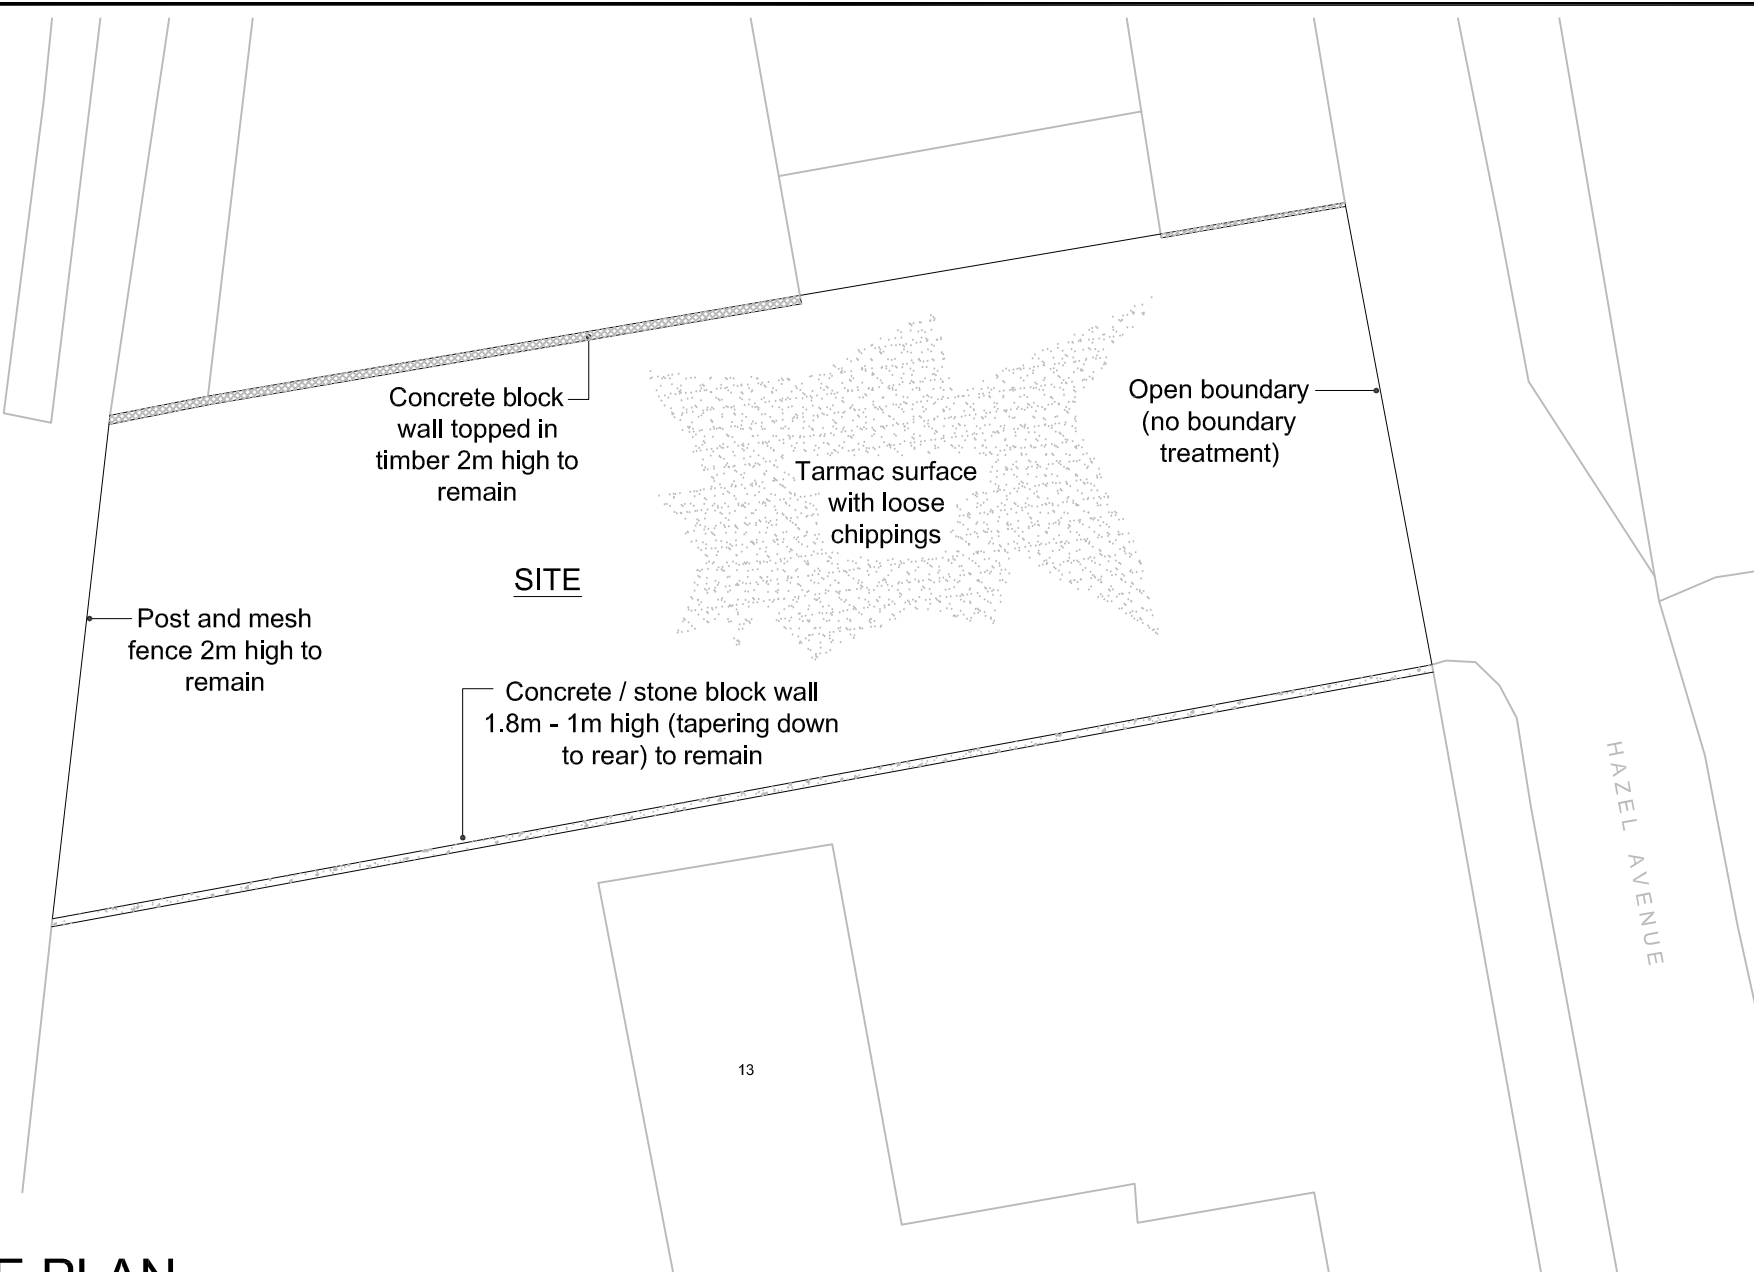 Concrete block
wall topped in
timber 2m high to
remain
Open boundary
(no boundary
treatment)
Tarmac surface
with loose
chippings
SITE
Post and mesh
fence 2m high to
remain
Concrete / stone block wall
1.8m - 1m high (tapering down
to rear) to remain
HAZEL AVENUE
13
E PLAN